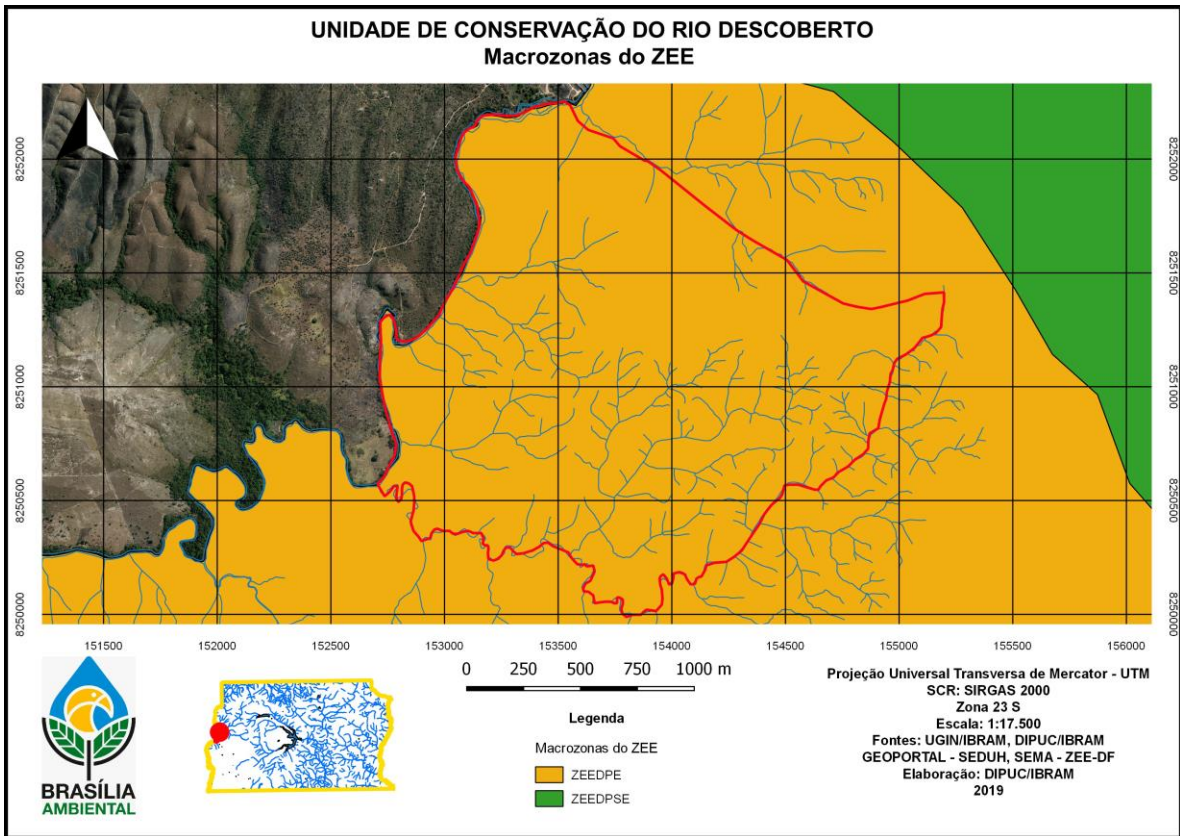 UNIDADE DE CONSERVAÇÃO DO RIO DESCOBERTO
Macrozonas do ZEE
8252000
8251500
8251000
8250500
8250000
8252000
8251500
8251000
8250500
8250000
151500 152000 152500 153000 153500 154000 154500 155000 155500 156000
BRASÍLIA
AMBIENTAL
0 250 500 750 1000 m
Legenda
Macrozonas do ZEE
ZEEDPE
ZEEDPSE
Projeção Universal Transversa de Mercator - UTM
SCR: SIRGAS 2000
Zona 23 S
Escala: 1:17.500
Fontes: UGIN/IBRAM, DIPUC/IBRAM
GEOPORTAL - SEDUH, SEMA - ZEE-DF
Elaboração: DIPUC/IBRAM
2019